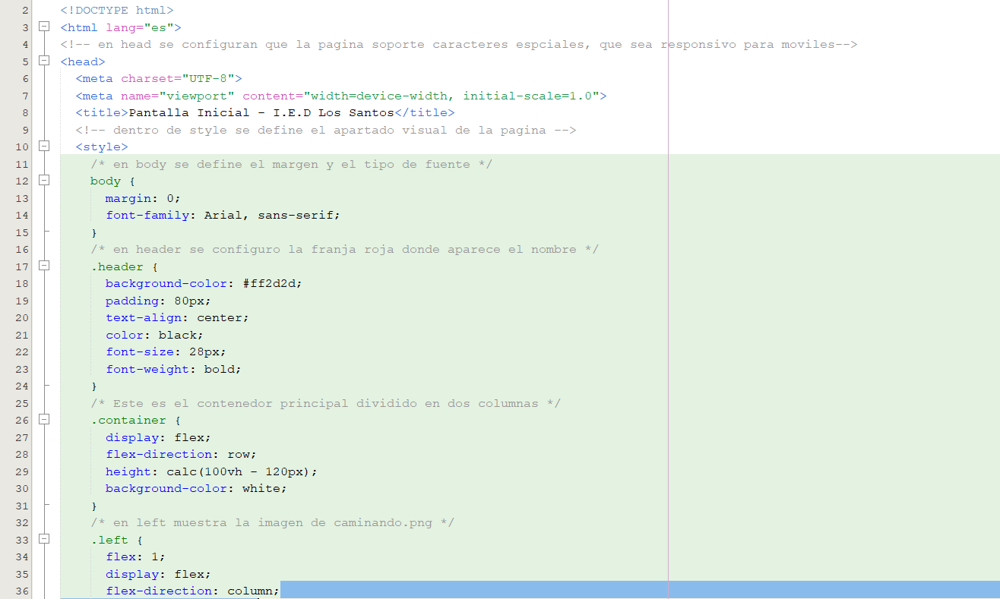 2 <!DOCTYPE html>
3 <html lang="es">
4 <!-- en head se configuran que la pagina soporte caracteres espciales, que sea responsivo para moviles-->
5 <head>
6 <meta charset="UTF-8">
7 <meta name="viewport" content="width=device-width, initial-scale=1.0">
8 <title>Pantalla Inicial - I.E.D Los Santos</title>
9 <!-- dentro de style se define el apartado visual de la pagina -->
10 <style>
11 /* en body se define el margen y el tipo de fuente */
12 body {
13 margin: 0;
14 font-family: Arial, sans-serif;
15 }
16 /* en header se configuro la franja roja donde aparece el nombre */
17 .header {
18 background-color: #ff2d2d;
19 padding: 80px;
20 text-align: center;
21 color: black;
22 font-size: 28px;
23 font-weight: bold;
24 }
25 /* Este es el contenedor principal dividido en dos columnas */
26 .container {
27 display: flex;
28 flex-direction: row;
29 height: calc(100vh - 120px);
30 background-color: white;
31 }
32 /* en left muestra la imagen de caminando.png */
33 .left {
34 flex: 1;
35 display: flex;
36 flex-direction: column;